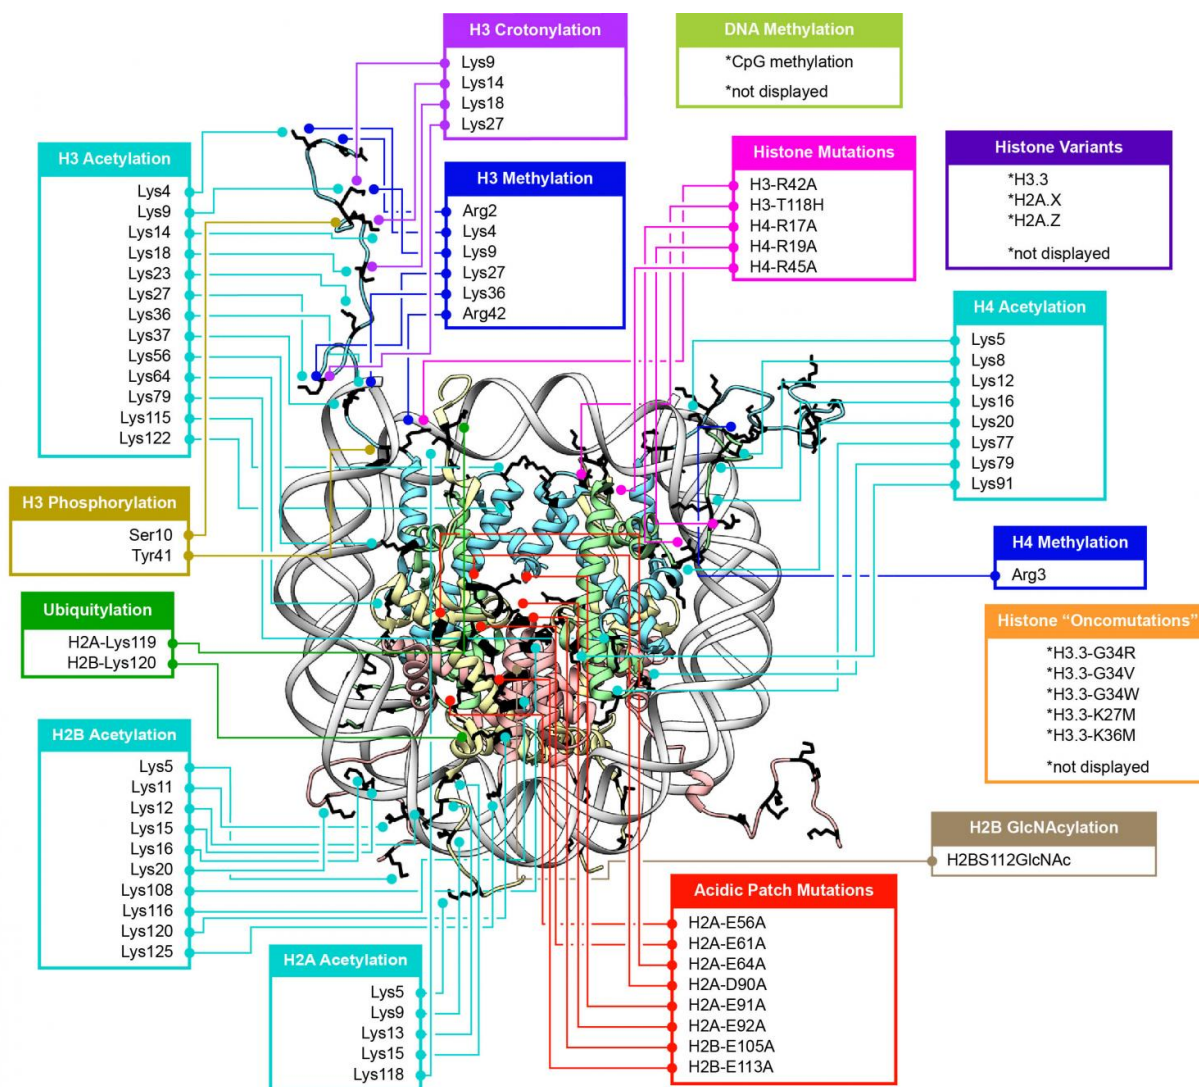 H3 Crotonylation
Lys9
Lys14
Lys18
Lys27
DNA Methylation
*CpG methylation
*not displayed
H3 Acetylation
Lys4
Lys9
Lys14
Lys18
Lys23
Lys27
Lys36
Lys37
Lys56
Lys64
Lys79
Lys115
Lys122
H3 Methylation
Arg2
Lys4
Lys9
Lys27
Lys36
Arg42
Histone Mutations
H3-R42A
H3-T118H
H4-R17A
H4-R19A
H4-R45A
Histone Variants
*H3.3
*H2A.X
*H2A.Z
*not displayed
H4 Acetylation
Lys5
Lys8
Lys12
Lys16
Lys20
Lys77
Lys79
Lys91
H3 Phosphorylation
Ser10
Tyr41
H4 Methylation
Arg3
Ubiquitylation
H2A-Lys119
H2B-Lys120
Histone “Oncomutations”
*H3.3-G34R
*H3.3-G34V
*H3.3-G34W
*H3.3-K27M
*H3.3-K36M
*not displayed
H2B Acetylation
Lys5
Lys11
Lys12
Lys15
Lys16
Lys20
Lys108
Lys116
Lys120
Lys125
H2B GlcNAcylation
H2BS112GlcNAc
H2A Acetylation
Lys5
Lys9
Lys13
Lys15
Lys118
Acidic Patch Mutations
H2A-E56A
H2A-E61A
H2A-E64A
H2A-D90A
H2A-E91A
H2A-E92A
H2B-E105A
H2B-E113A